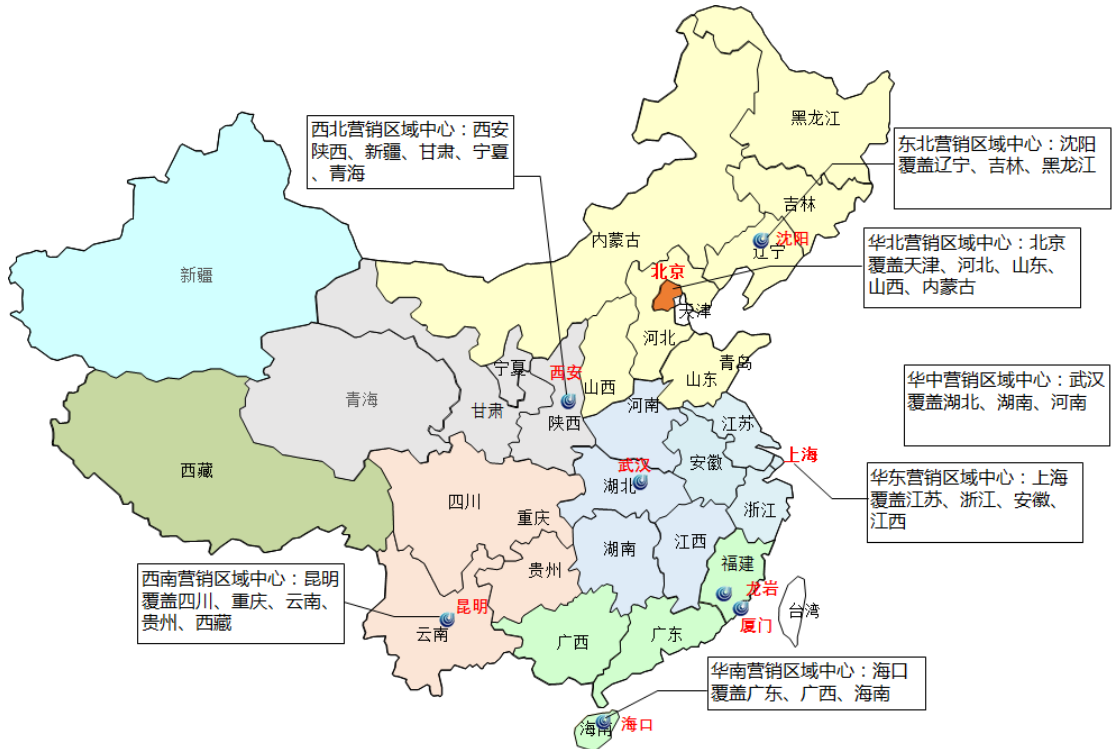 黑龙江
西北营销区域中心：西安
陕西、新疆、甘肃、宁夏
、青海
东北营销区域中心：沈阳
覆盖辽宁、吉林、黑龙江
吉林
内蒙古
沈阳
辽宁
华北营销区域中心：北京
覆盖天津、河北、山东、
山西、内蒙古
新疆
北京
天津
河北
青岛
宁夏
西安
山西
山东
华中营销区域中心：武汉
覆盖湖北、湖南、河南
青海
甘肃
陕西
河南
江苏
上海
西藏
武汉
安徽
湖北
华东营销区域中心：上海
覆盖江苏、浙江、安徽、
江西
四川
重庆
浙江
湖南
江西
福建
贵州
西南营销区域中心：昆明
覆盖四川、重庆、云南、
贵州、西藏
龙岩
昆明
台湾
厦门
云南
广西
广东
华南营销区域中心：海口
覆盖广东、广西、海南
海南
海口